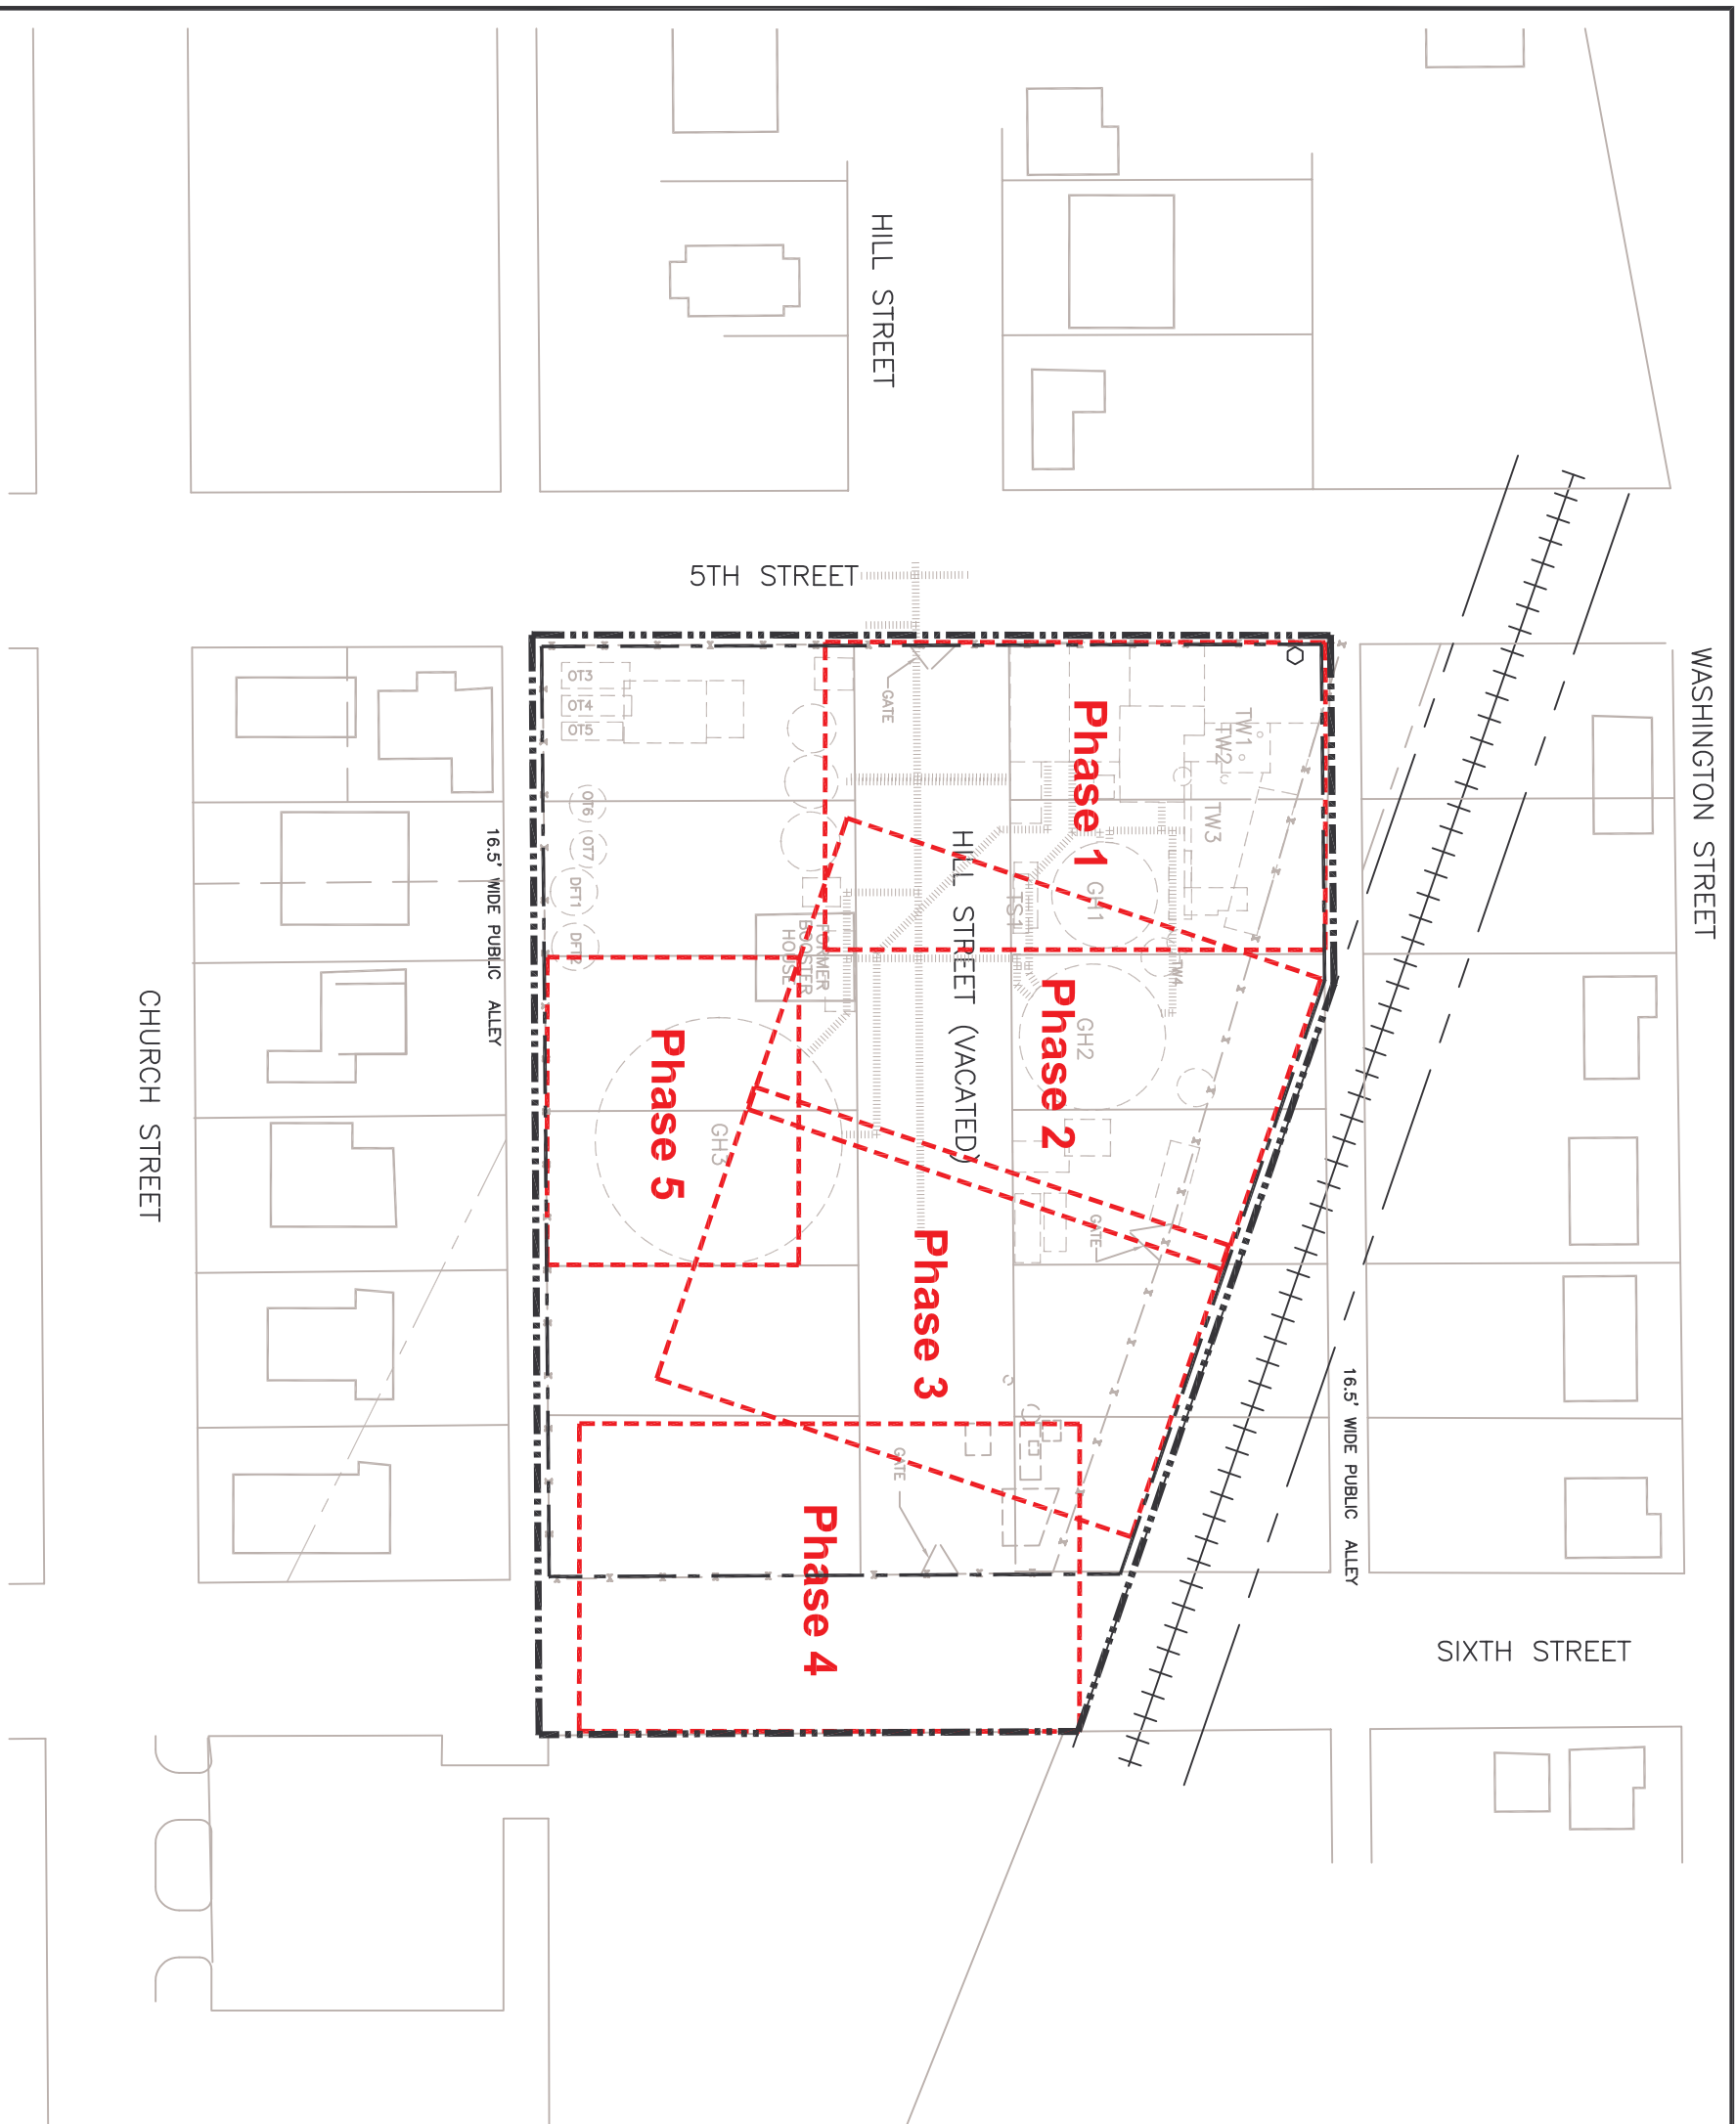 WASHINGTON STREET
HILL STREET
5TH STREET
OT3
OT4
OT5
GATE
Phase 1
TW1
TW2
TW3
OT6
OT7
DFT1
DFT2
16.5' WIDE PUBLIC ALLEY
HILL STREET (VACATED)
TS1
GH1
FORMER
BOOSTER
HOUSE
TW4
Phase 2
GH2
CHURCH STREET
Phase 5
GH3
GATE
Phase 3
16.5' WIDE PUBLIC ALLEY
GATE
Phase 4
SIXTH STREET